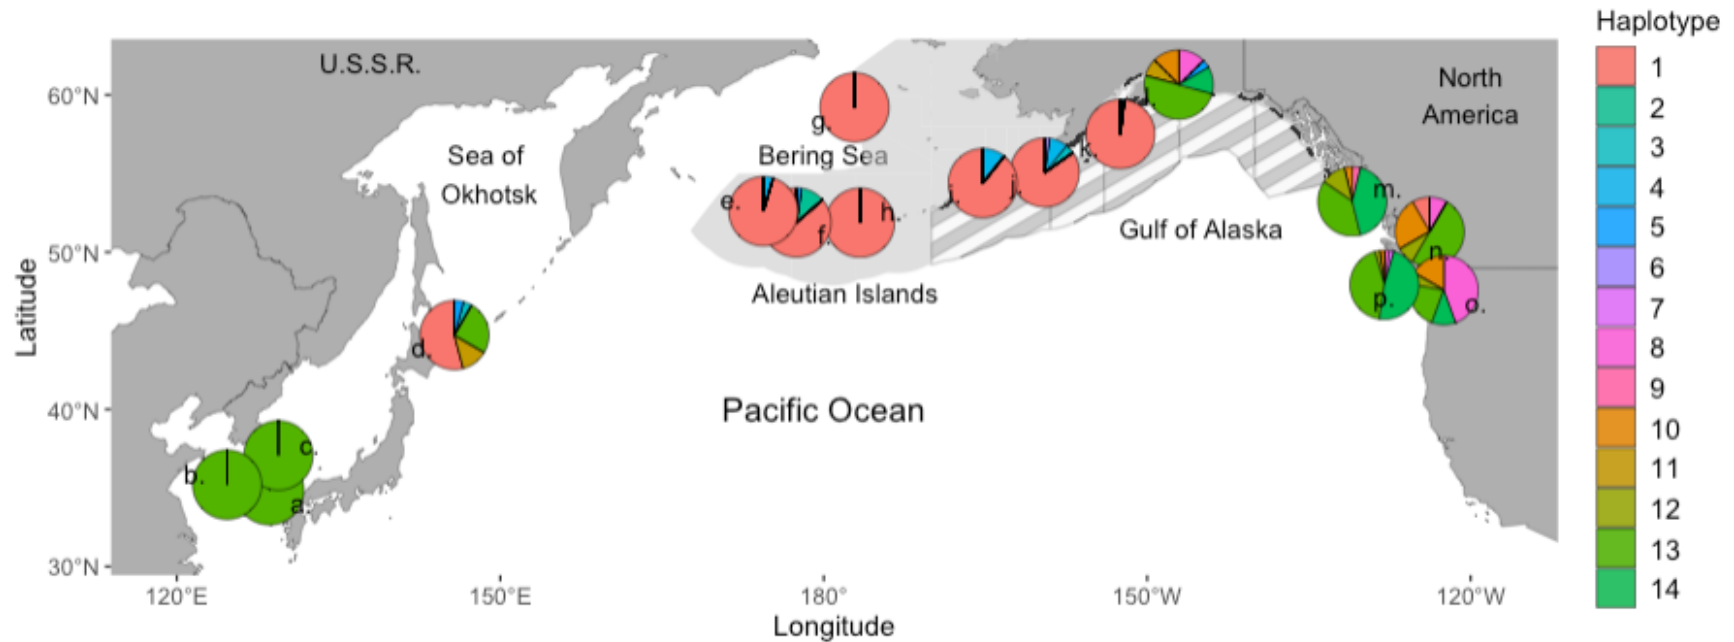 Haplotype
1
2
3
4
5
6
7
8
9
10
11
12
13
14
U.S.S.R.
North
America
Sea of
Okhotsk
Bering Sea
Gulf of Alaska
Aleutian Islands
Pacific Ocean
a.
b.
c.
d.
e.
f.
g.
h.
i.
j.
k.
l.
m.
n.
o.
p.
60°N
50°N
40°N
30°N
Latitude
120°E
150°E
180°
150°W
120°W
Longitude